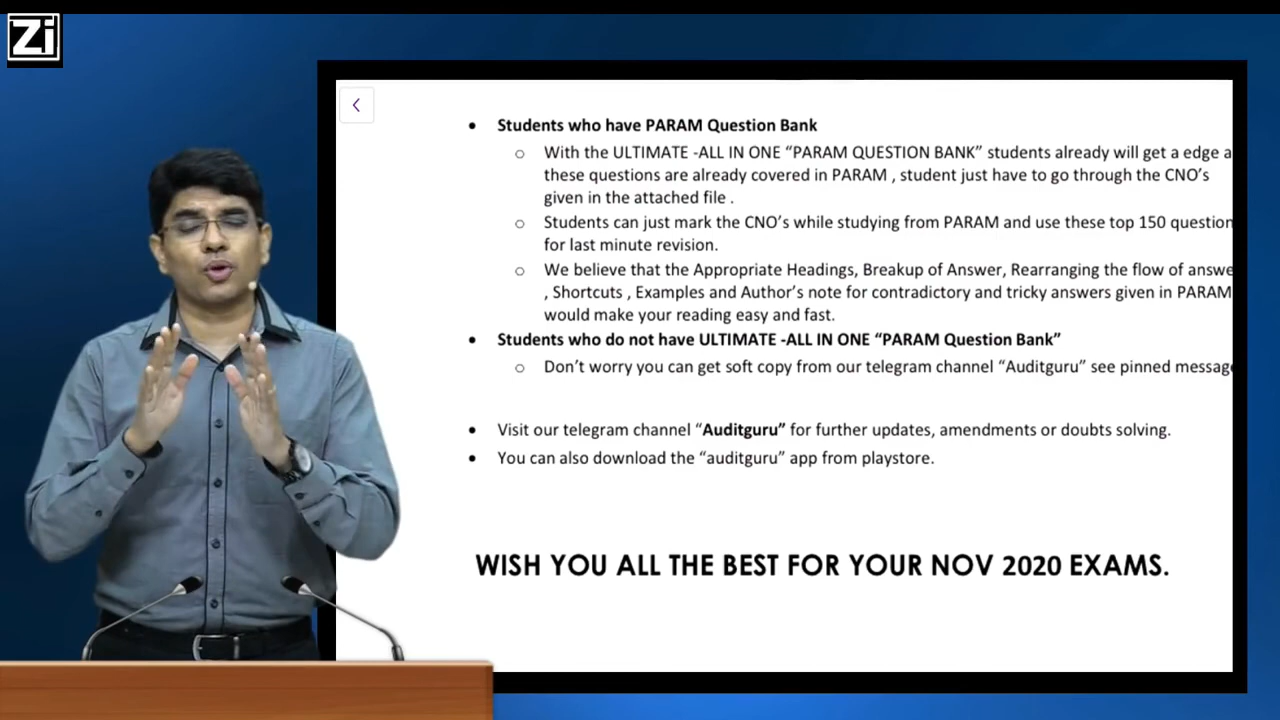 Zi
Students who have PARAM Question Bank
With the ULTIMATE -ALL IN ONE “PARAM QUESTION BANK” students already will get a edge a
these questions are already covered in PARAM , student just have to go through the CNO’s
given in the attached file .
Students can just mark the CNO’s while studying from PARAM and use these top 150 question
for last minute revision.
We believe that the Appropriate Headings, Breakup of Answer, Rearranging the flow of answe
, Shortcuts , Examples and Author’s note for contradictory and tricky answers given in PARAM
would make your reading easy and fast.
Students who do not have ULTIMATE -ALL IN ONE “PARAM Question Bank”
Don’t worry you can get soft copy from our telegram channel “Auditguru” see pinned message
Visit our telegram channel “Auditguru” for further updates, amendments or doubts solving.
You can also download the “auditguru” app from playstore.
WISH YOU ALL THE BEST FOR YOUR NOV 2020 EXAMS.